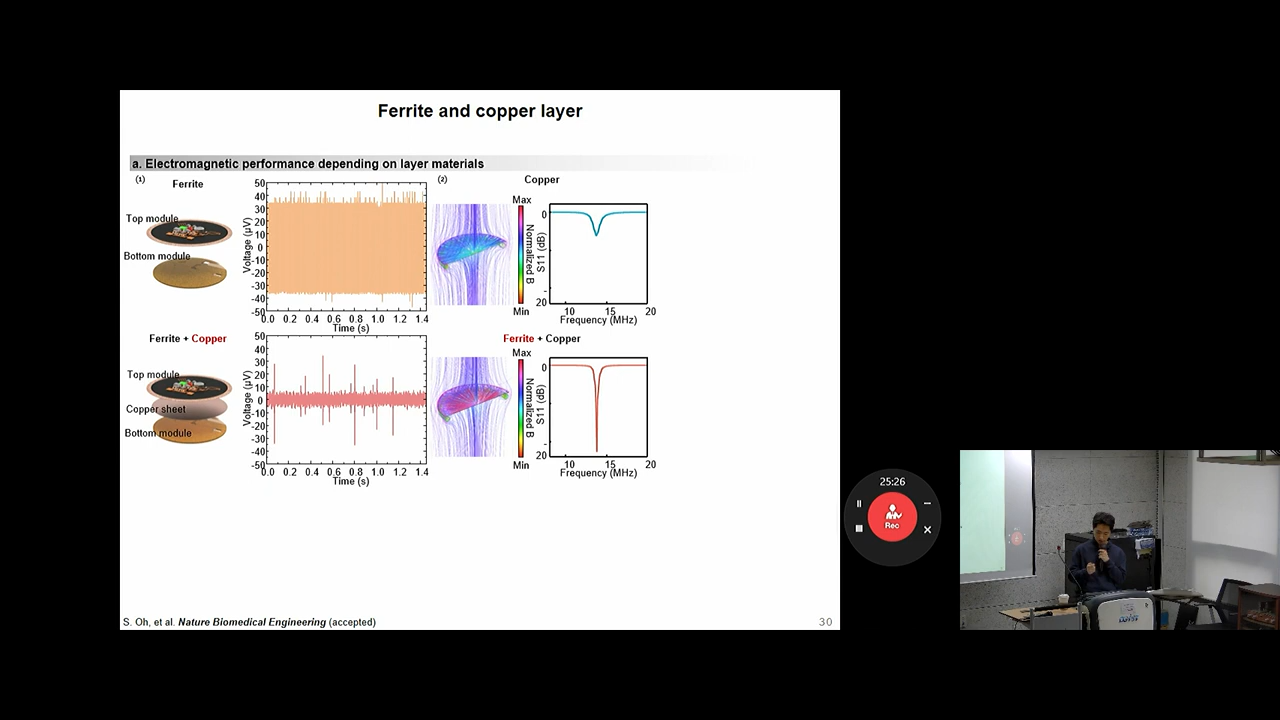 Ferrite and copper layer
a. Electromagnetic performance depending on layer materials
(1)
Ferrite
Top module
Bottom module
Voltage (µV)
50
40
30
20
10
0
-10
-20
-30
-40
-50
0.0 0.2 0.4 0.6 0.8 1.0 1.2 1.4
Time (s)
(2)
Copper
Max
Normalized B
Min
S11 (dB)
0
-
20
10 15 20
Frequency (MHz)
Ferrite + Copper
Top module
Copper sheet
Bottom module
Voltage (µV)
50
40
30
20
10
0
-10
-20
-30
-40
-50
0.0 0.2 0.4 0.6 0.8 1.0 1.2 1.4
Time (s)
Ferrite + Copper
Max
Normalized B
Min
S11 (dB)
0
-
20
10 15 20
Frequency (MHz)
25:26
Rec
S. Oh, et al. Nature Biomedical Engineering (accepted)
30